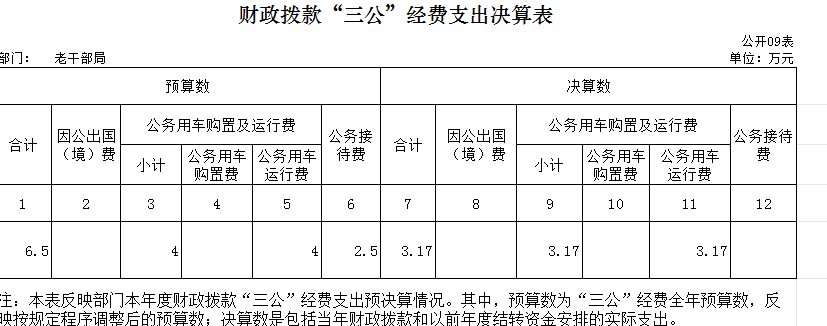 财政拨款“三公”经费支出决算表
公开09表
部门： 老干部局 单位：万元
预算数 决算数
合计 因公出国（境）费 公务用车购置及运行费 公务接待费 合计 因公出国（境）费 公务用车购置及运行费 公务接待费
小计 公务用车购置费 公务用车运行费 小计 公务用车购置费 公务用车运行费
1 2 3 4 5 6 7 8 9 10 11 12
6.5 4 4 2.5 3.17 3.17 3.17
注：本表反映部门本年度财政拨款“三公”经费支出预决算情况。其中，预算数为“三公”经费全年预算数，反
映按规定程序调整后的预算数；决算数是包括当年财政拨款和以前年度结转资金安排的实际支出。